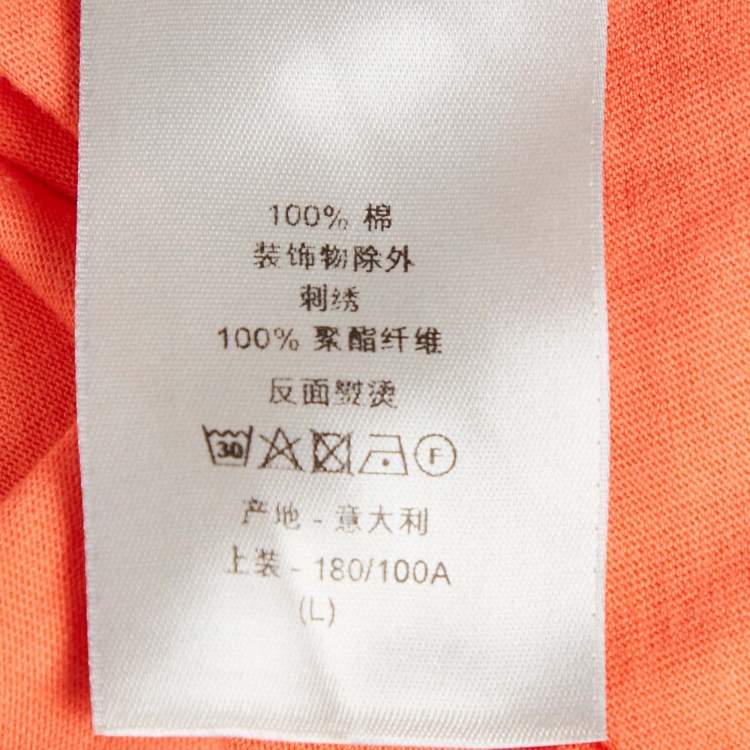 100% 棉
装饰物除外
刺绣
100% 聚酯纤维
反面熨烫
30 F
产地 - 意大利
上装 - 180/100A
(L)